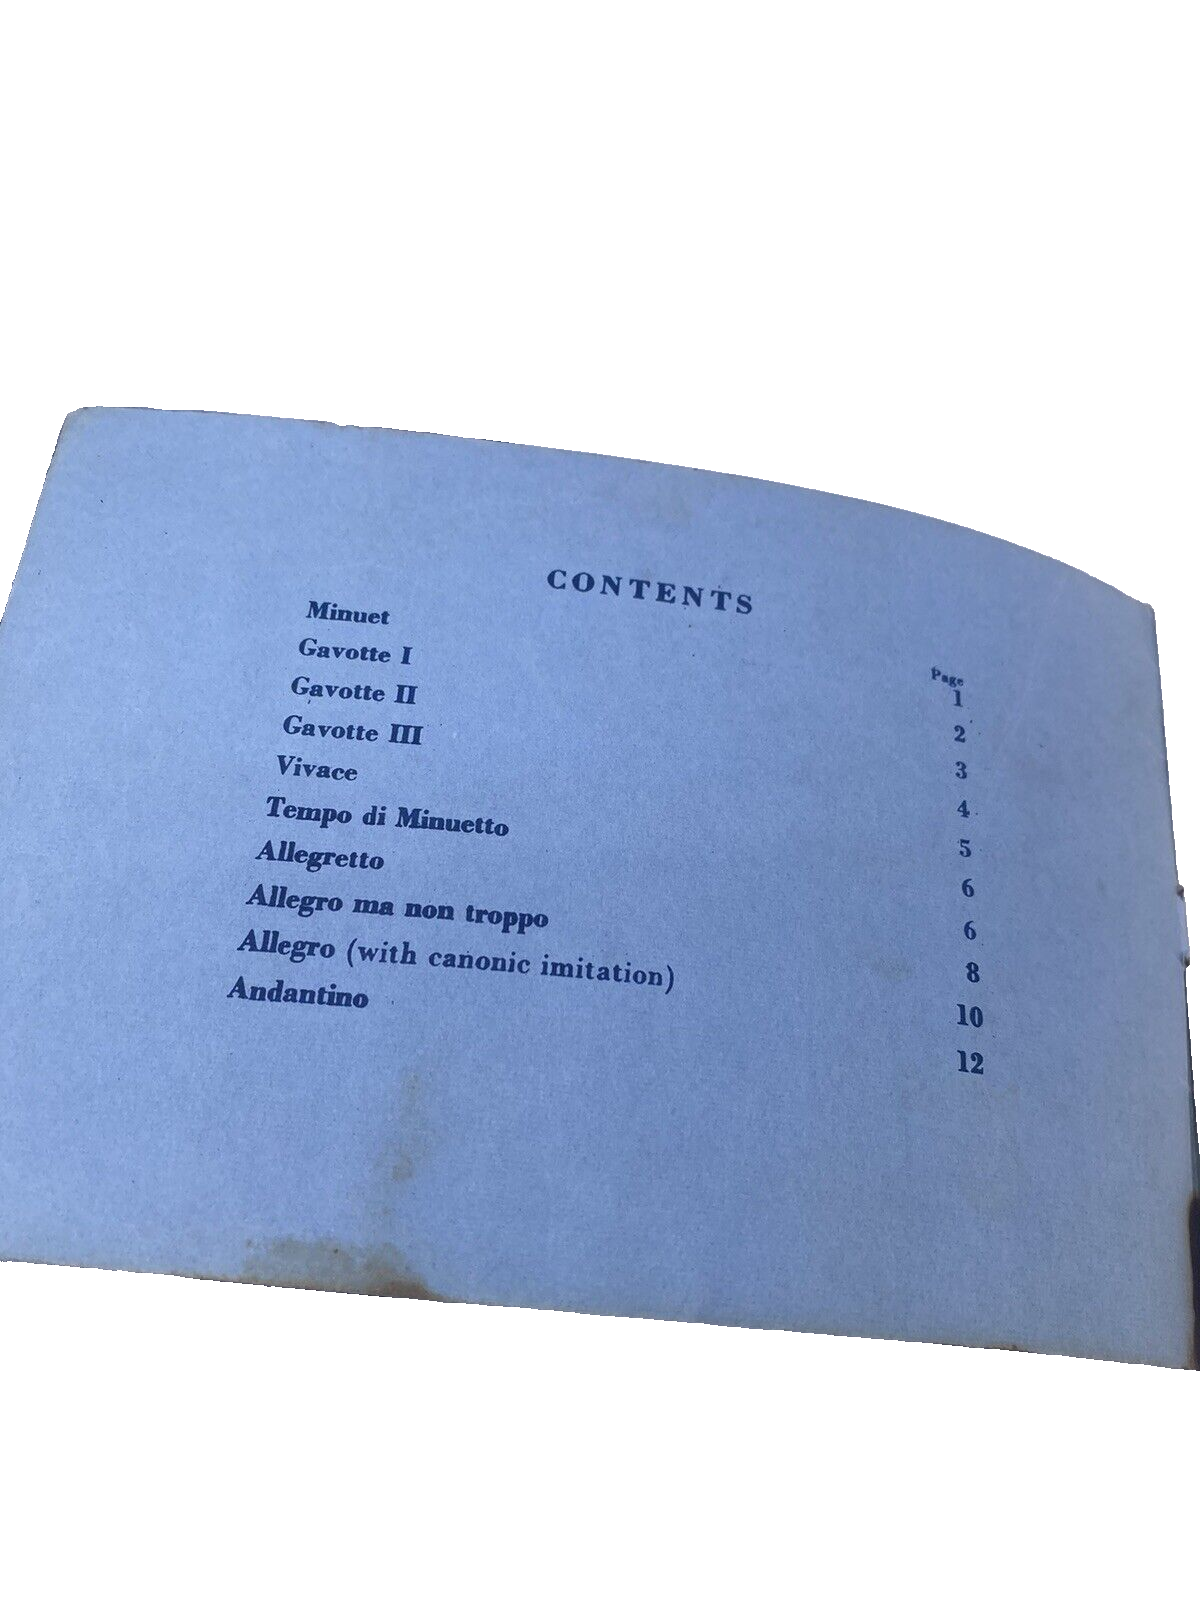 CONTENTS
Page
Minuet 1
Gavotte I 2
Gavotte II 3
Gavotte III 4
Vivace 5
Tempo di Minuetto 6
Allegretto 6
Allegro ma non troppo 8
Allegro (with canonic imitation) 10
Andantino 12